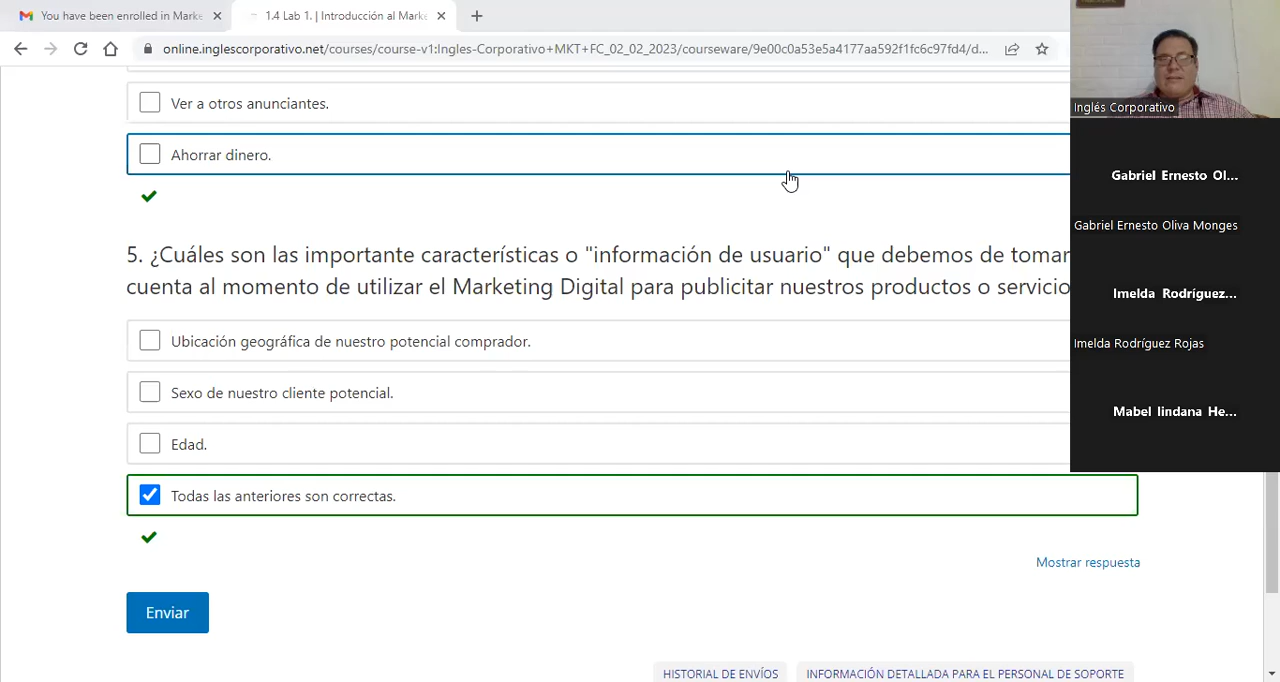 You have been enrolled in Marke
1.4 Lab 1. | Introducción al Marke
online.inglescorporativo.net/courses/course-v1:Ingles-Corporativo+MKT+FC_02_02_2023/courseware/9e00c0a53e5a4177aa592f1fc6c97fd4/d...
Ver a otros anunciantes.
Ahorrar dinero.
5. ¿Cuáles son las importante características o "información de usuario" que debemos de tomar
cuenta al momento de utilizar el Marketing Digital para publicitar nuestros productos o servicio
Ubicación geográfica de nuestro potencial comprador.
Sexo de nuestro cliente potencial.
Edad.
Todas las anteriores son correctas.
Mostrar respuesta
Enviar
HISTORIAL DE ENVÍOS
INFORMACIÓN DETALLADA PARA EL PERSONAL DE SOPORTE
Inglés Corporativo
Gabriel Ernesto Ol...
Gabriel Ernesto Oliva Monges
Imelda Rodríguez...
Imelda Rodríguez Rojas
Mabel lindana He...